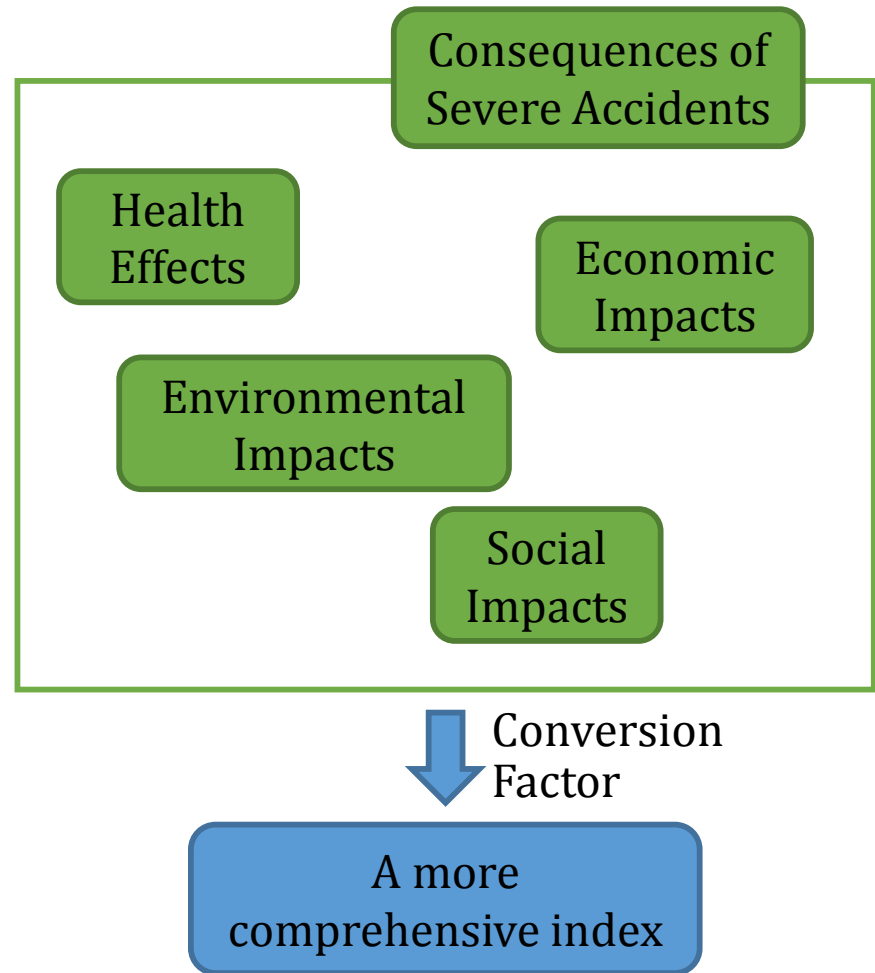 Consequences of
Severe Accidents
Health
Effects
Economic
Impacts
Environmental
Impacts
Social
Impacts
Conversion
Factor
A more
comprehensive index